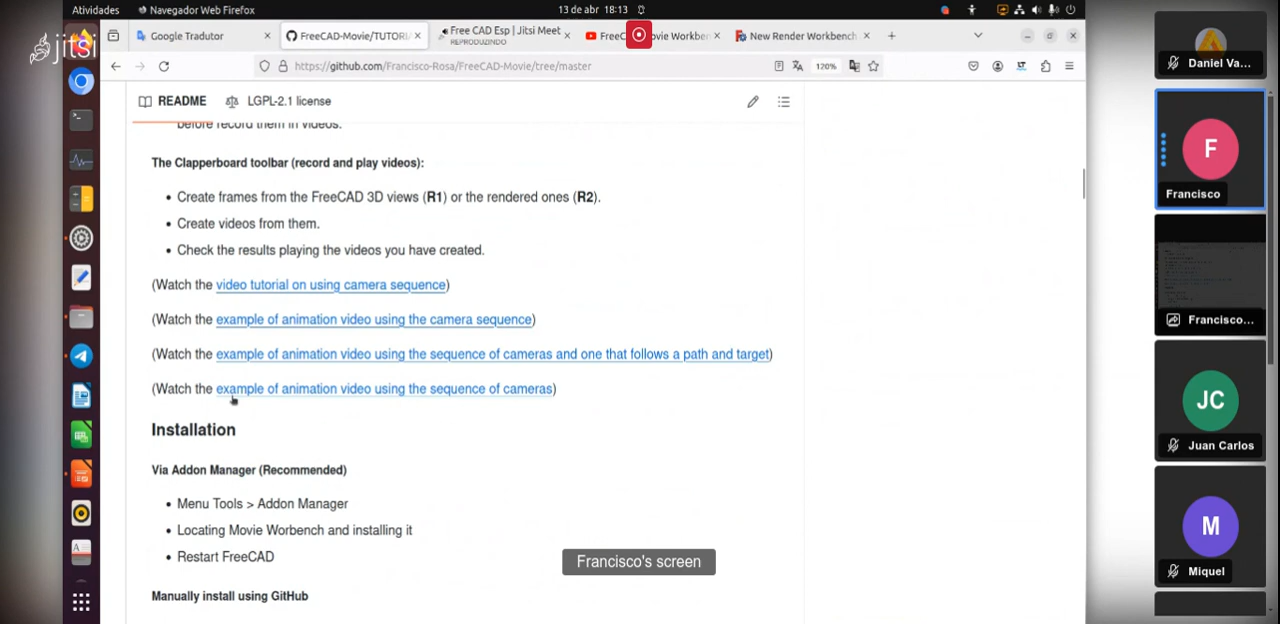 Atividades
Navegador Web Firefox
13 de abr 18:13
jitsi
Google Tradutor
FreeCAD-Movie/TUTORI
Free CAD Esp | Jitsi Meet
REPRODUZINDO
New Render Workbench
https://github.com/Francisco-Rosa/FreeCAD-Movie/tree/master
120%
README
LGPL-2.1 license
before record them in videos.
The Clapperboard toolbar (record and play videos):
• Create frames from the FreeCAD 3D views (R1) or the rendered ones (R2).
• Create videos from them.
• Check the results playing the videos you have created.
(Watch the video tutorial on using camera sequence)
(Watch the example of animation video using the camera sequence)
(Watch the example of animation video using the sequence of cameras and one that follows a path and target)
(Watch the example of animation video using the sequence of cameras)
Installation
Via Addon Manager (Recommended)
• Menu Tools > Addon Manager
• Locating Movie Worbench and installing it
• Restart FreeCAD
Manually install using GitHub
Francisco's screen
Daniel Va...
F
Francisco
Francisco...
JC
Juan Carlos
M
Miquel